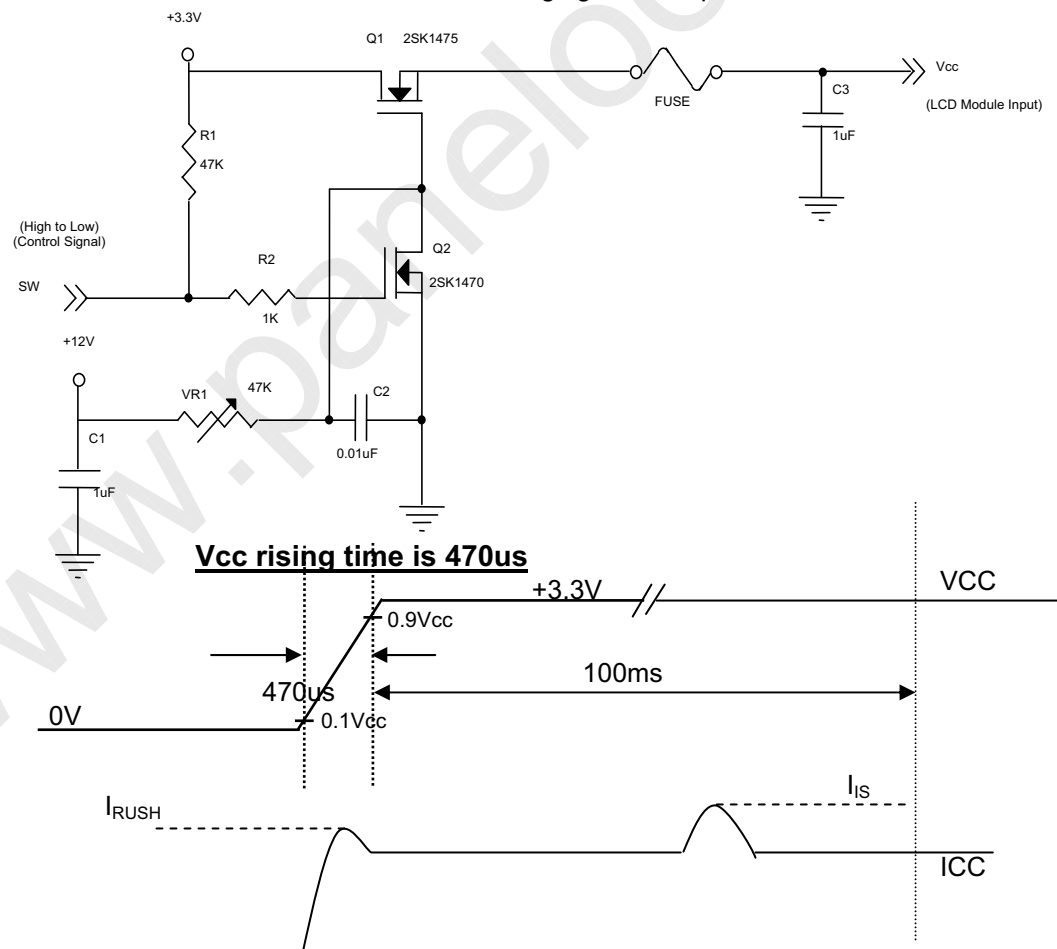 +3.3V
Q1 2SK1475
Vcc
C3
FUSE
(LCD Module Input)
R1
1uF
47K
(High to Low)
(Control Signal)
Q2
R2
SW
2SK1470
1K
+12V
47K
VR1
C2
C1
0.01uF
1uF
Vcc rising time is 470us
+3.3V
VCC
0.9Vcc
100ms
470us
0V
0.1Vcc
IIS
IRUSH
ICC